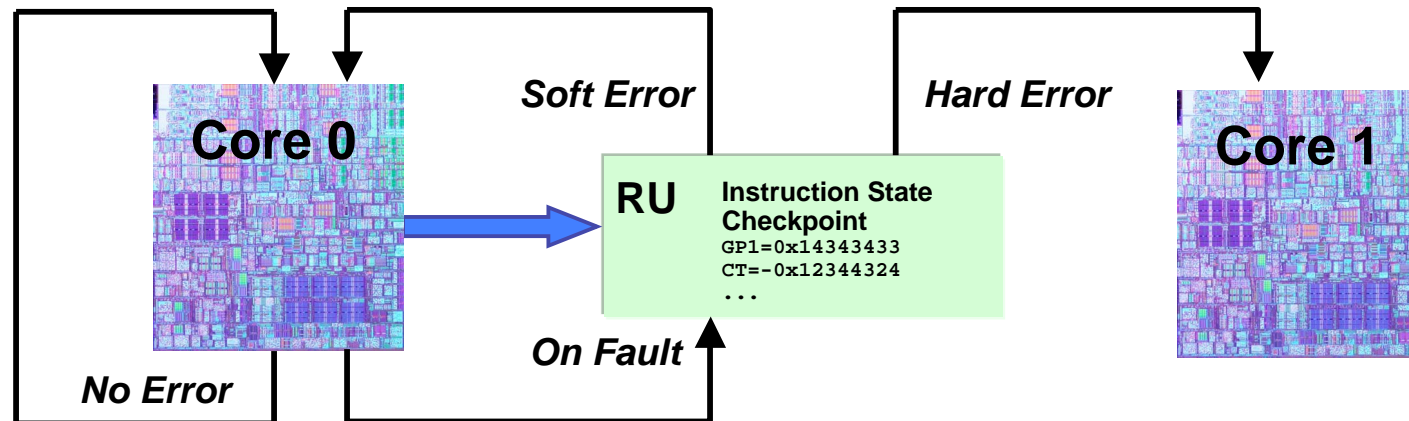 Soft Error
Hard Error
Core 0
Core 1
RU
Instruction State
Checkpoint
GP1=0x14343433
CT=-0x12344324
...
On Fault
No Error